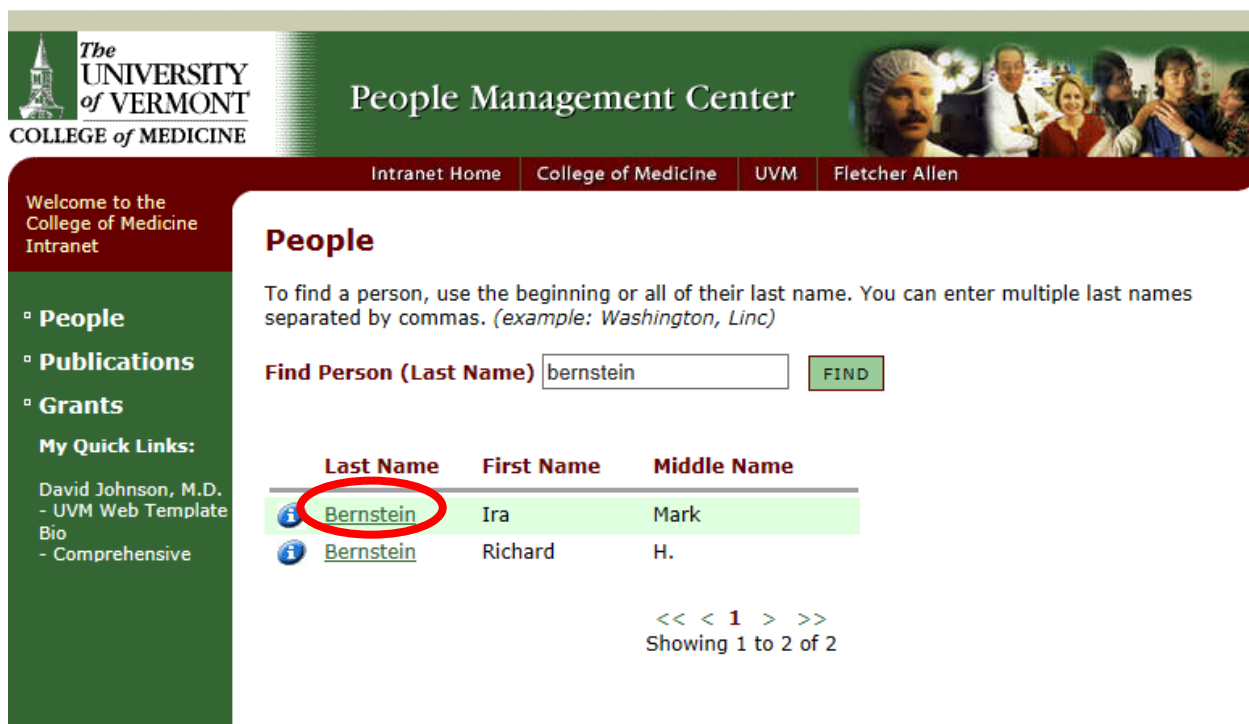 The
UNIVERSITY
of VERMONT
COLLEGE of MEDICINE
People Management Center
Intranet Home College of Medicine UVM Fletcher Allen
Welcome to the
College of Medicine
Intranet
People
Publications
Grants
My Quick Links:
David Johnson, M.D.
- UVM Web Template
Bio
- Comprehensive
People
To find a person, use the beginning or all of their last name. You can enter multiple last names
separated by commas. (example: Washington, Linc)
Find Person (Last Name) bernstein FIND
Last Name First Name Middle Name
Bernstein Ira Mark
Bernstein Richard H.
<< < 1 > >>
Showing 1 to 2 of 2